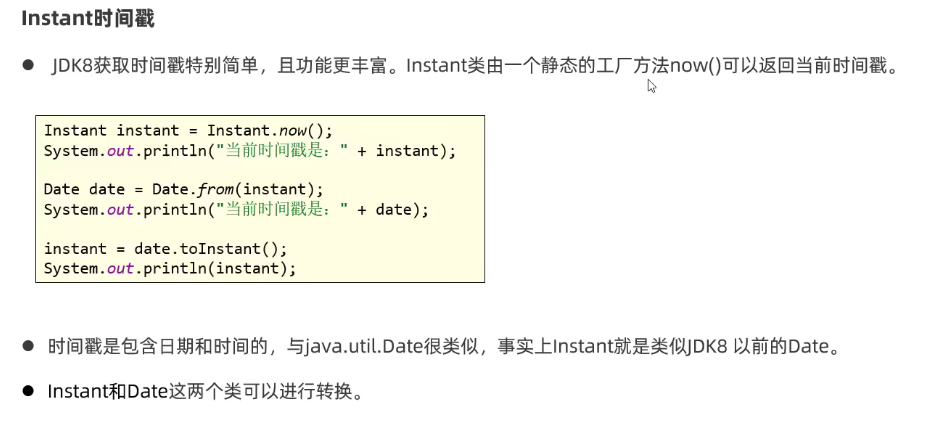 Instant时间戳
● JDK8获取时间戳特别简单，且功能更丰富。Instant类由一个静态的工厂方法now()可以返回当前时间戳。
Instant instant = Instant.now();
System.out.println("当前时间戳是：" + instant);
Date date = Date.from(instant);
System.out.println("当前时间戳是：" + date);
instant = date.toInstant();
System.out.println(instant);
● 时间戳是包含日期和时间的，与java.util.Date很类似，事实上Instant就是类似JDK8 以前的Date。
● Instant和Date这两个类可以进行转换。